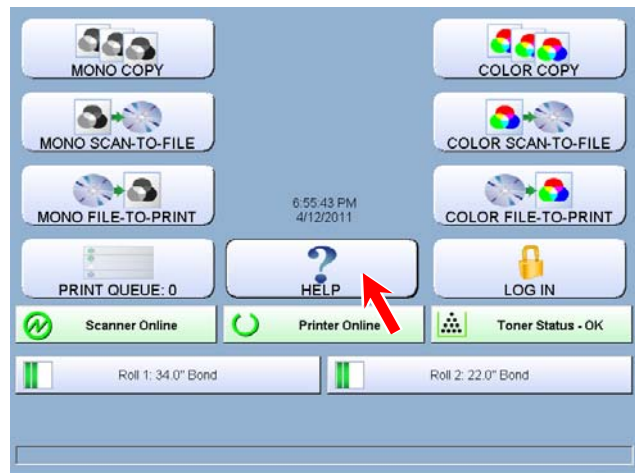 MONO COPY
COLOR COPY
MONO SCAN-TO-FILE
COLOR SCAN-TO-FILE
MONO FILE-TO-PRINT
6:55:43 PM
4/12/2011
COLOR FILE-TO-PRINT
PRINT QUEUE: 0
HELP
LOG IN
Scanner Online
Printer Online
Toner Status - OK
Roll 1: 34.0" Bond
Roll 2: 22.0" Bond